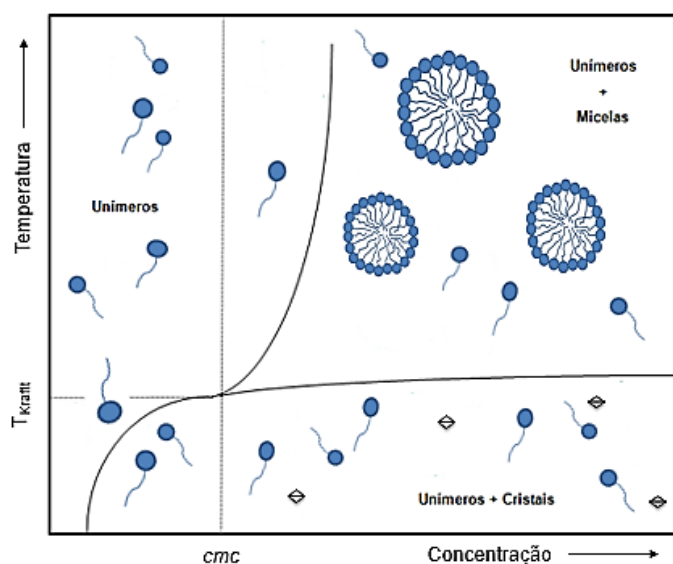 Unímeros
+
Micelas
Temperatura
Unímeros
T Krafft
Unímeros + Cristais
cmc
Concentração